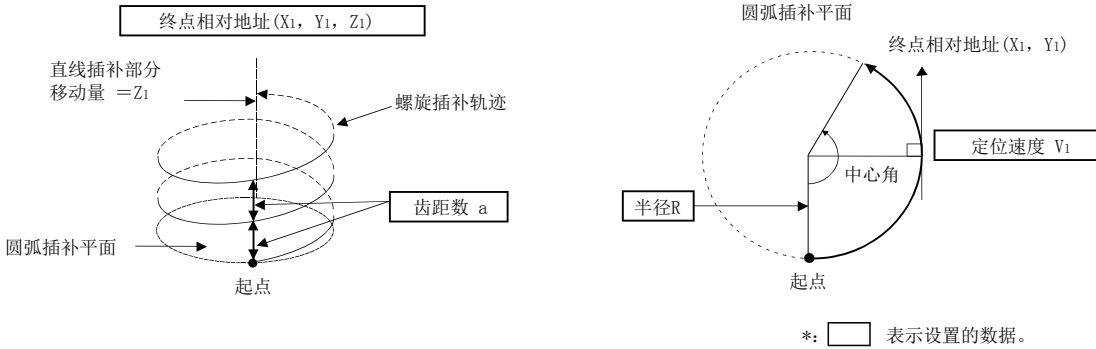 终点相对地址(X1, Y1, Z1)
直线插补部分
移动量 =Z1
螺旋插补轨迹
齿距数 a
圆弧插补平面
起点
圆弧插补平面
终点相对地址(X1, Y1)
定位速度 V1
中心角
半径R
起点
*: 表示设置的数据。